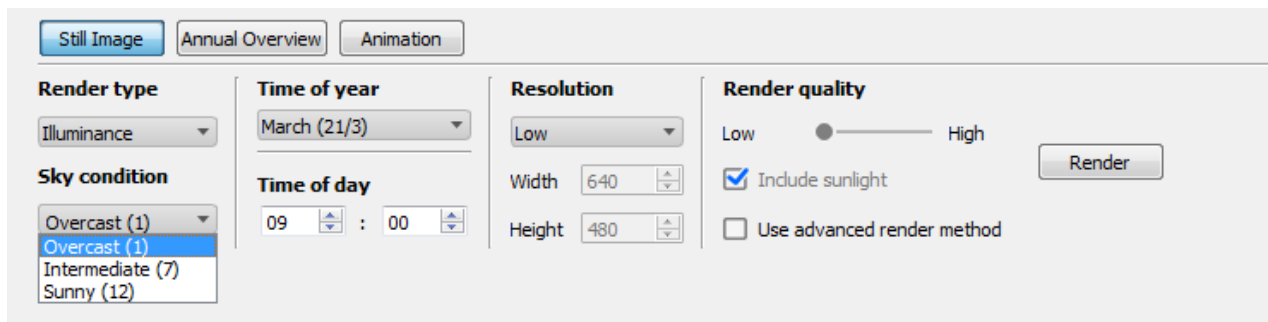 Still Image Annual Overview Animation
Render type
Illuminance
Sky condition
Overcast (1)
Overcast (1)
Intermediate (7)
Sunny (12)
Time of year
March (21/3)
Time of day
09 : 00
Resolution
Low
Width 640
Height 480
Render quality
Low High
Include sunlight
Use advanced render method
Render